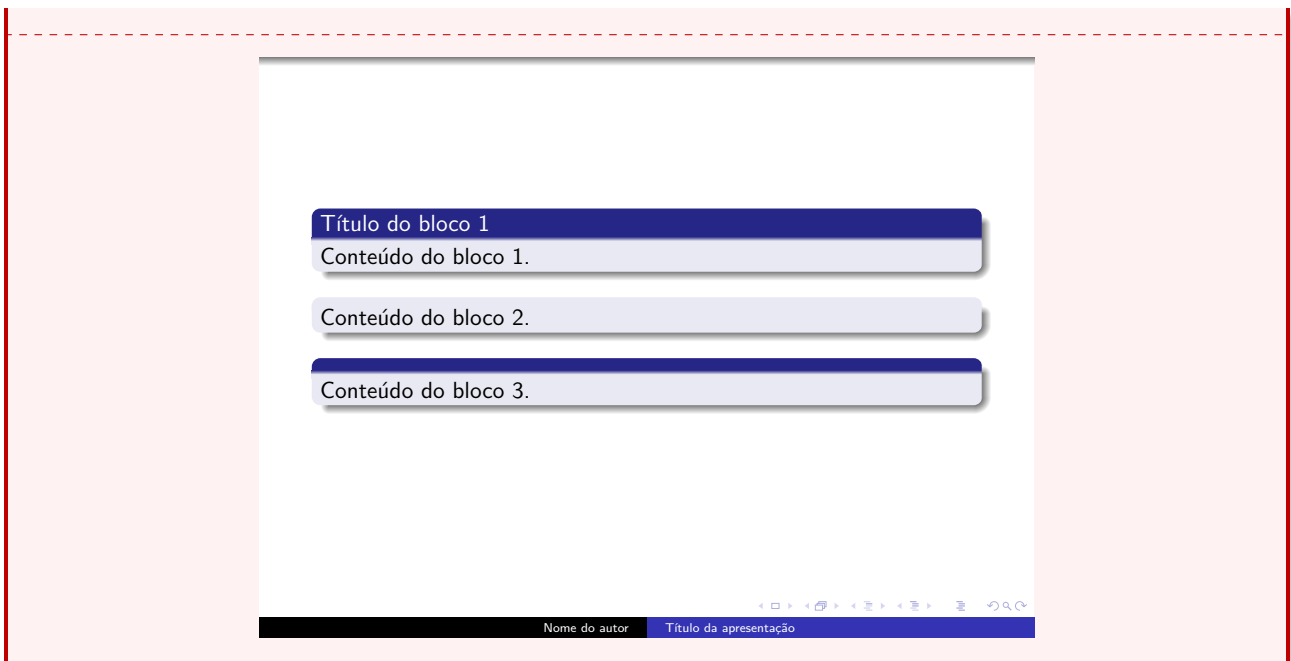 Título do bloco 1
Conteúdo do bloco 1.
Conteúdo do bloco 2.
Conteúdo do bloco 3.
Nome do autor Título da apresentação